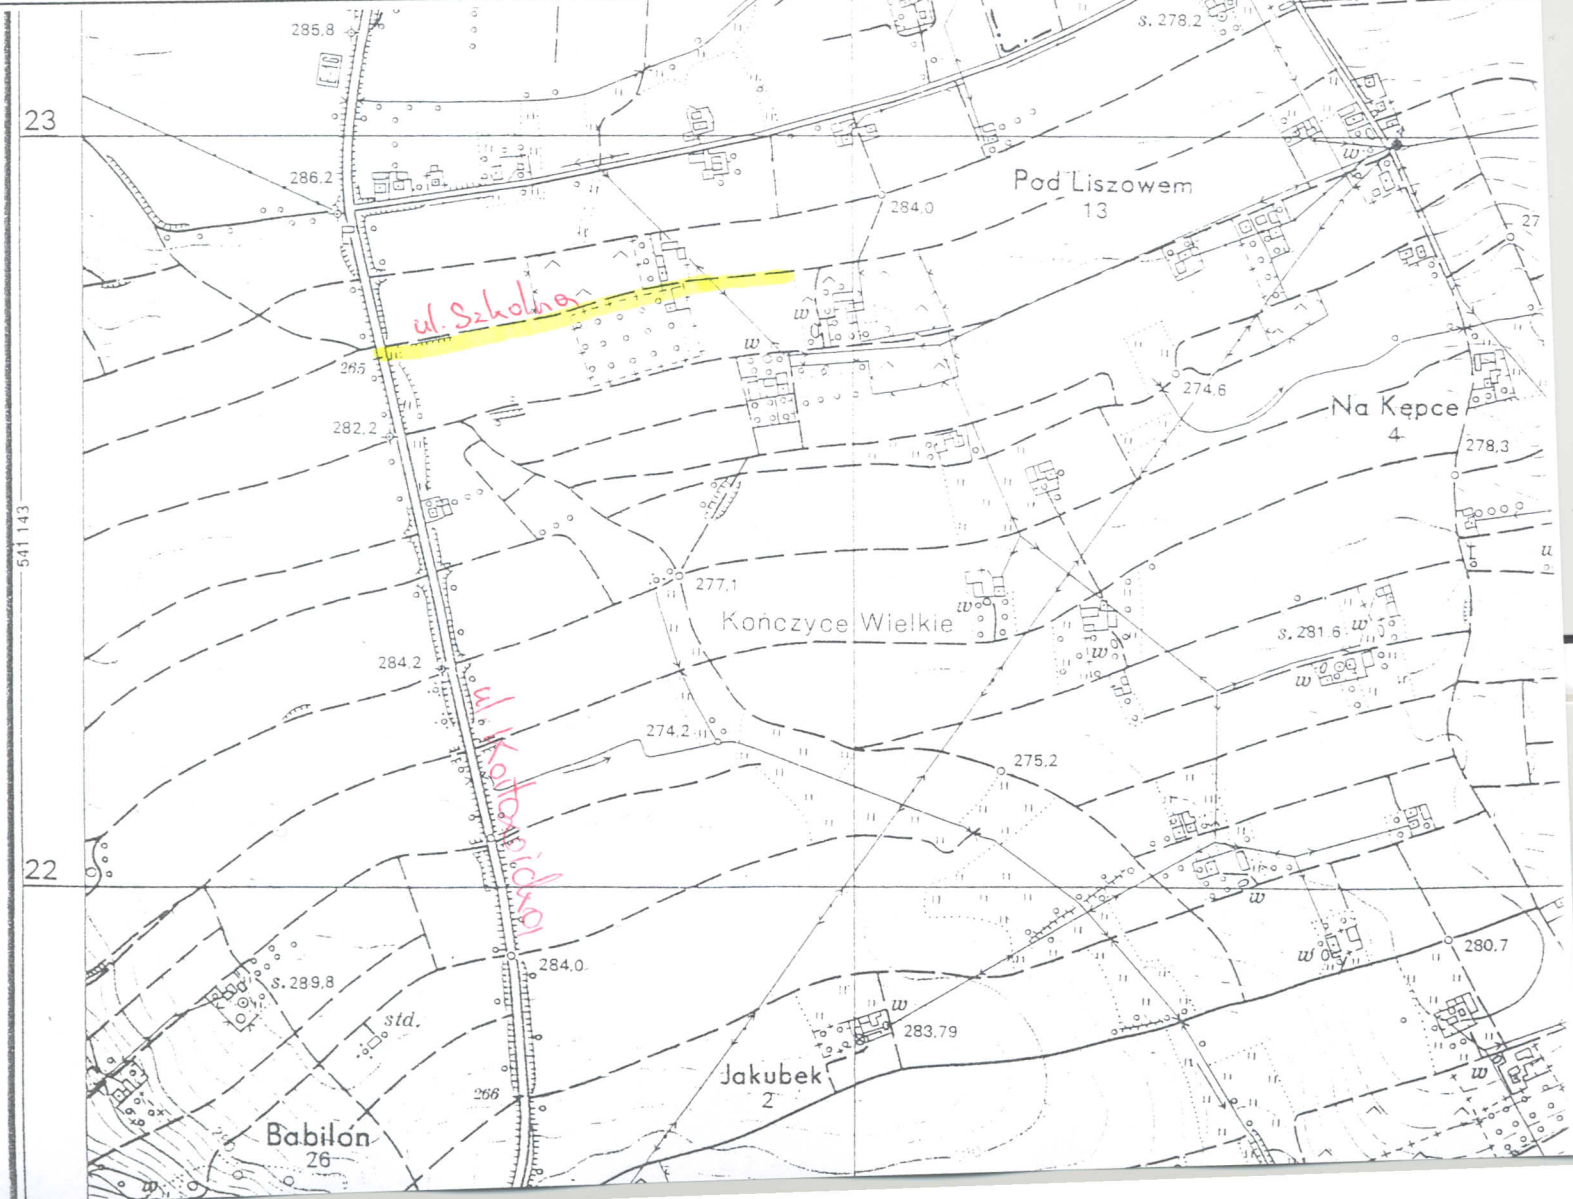 285,8
s. 278.2
E-16
23
286,2
w
Pod Liszowem
13
284,0
27
ul. Szkolna
w
w
265
274,6
Na Kępce
4
282,2
278,3
541 143
277,1
w
Kończyce Wielkie
w
s. 281.6
w
w
w
284,2
ul. Katowicka
274,2
275,2
22
w
280,7
w
284,0
s. 289,8
std.
w
283,79
Jakubek
2
w
266
Babilón
26
w